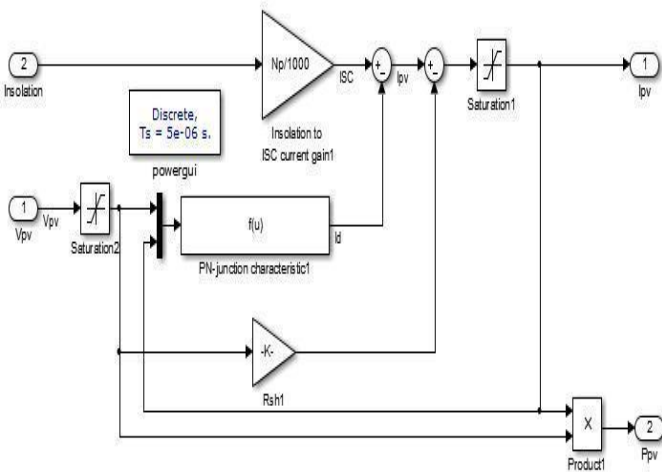 2
Insolation
Np/1000
ISC
Insolation to
ISC current gain1
+
-
Ipv
+
-
Saturation1
1
Ipv
Discrete,
Ts = 5e-06 s.
powergui
1
Vpv
Vpv
Saturation2
f(u)
Id
PN-junction characteristic1
-K-
Rsh1
X
Product1
2
Ppv